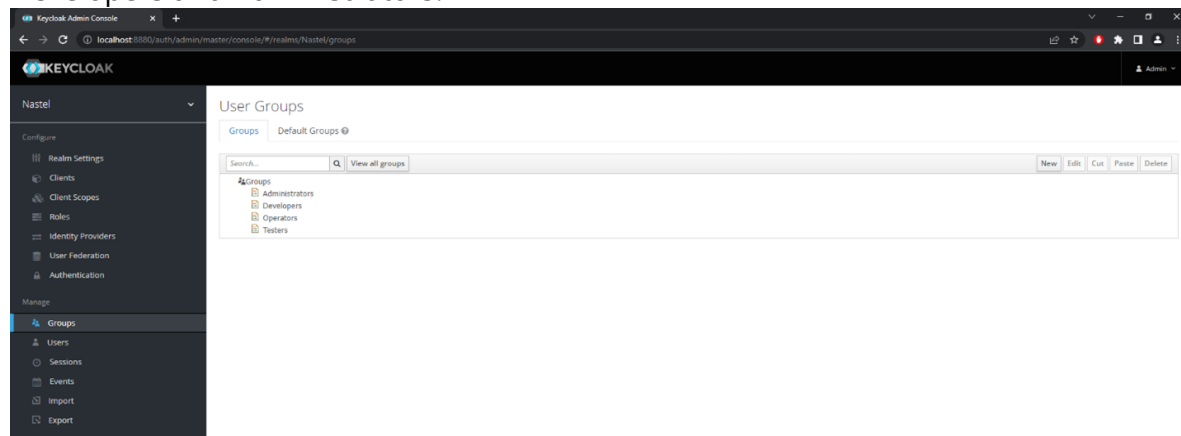 Keycloak Admin Console
localhost:8880/auth/admin/master/console/#/realms/Nastel/groups
KEYCLOAK
Admin
Nastel
User Groups
Groups Default Groups
Configure
Search... View all groups New Edit Cut Paste Delete
Realm Settings
Clients
Client Scopes
Roles
Identity Providers
User Federation
Authentication
Groups
Administrators
Developers
Operators
Testers
Manage
Groups
Users
Sessions
Events
Import
Export